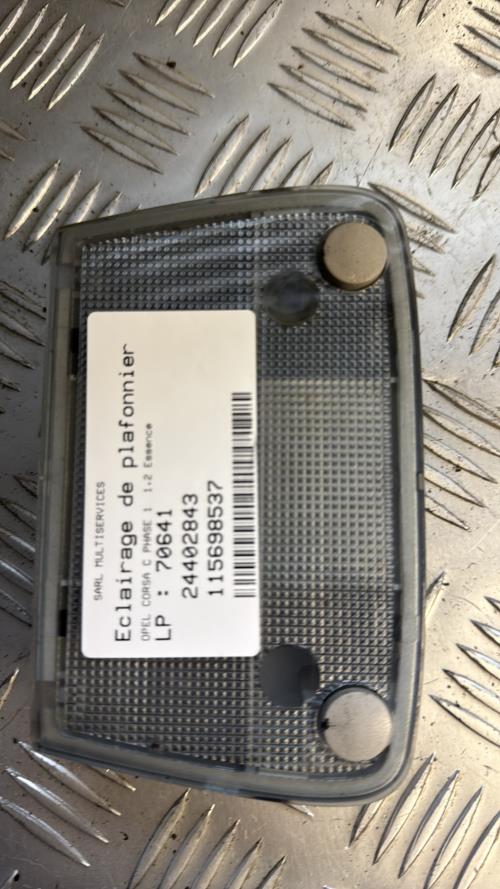 SARL MULTISERVICES
Eclairage de plafonnier
OPEL CORSA C PHASE 1 1+2 Essence
LP : 70641
24402843
115698537